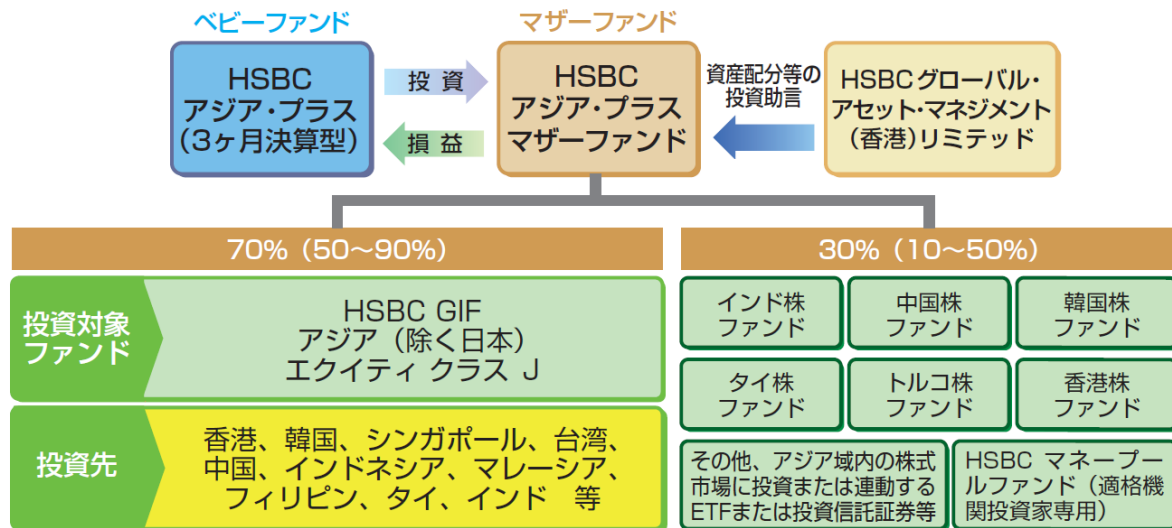 ベビーファンド
マザーファンド
HSBC
アジア・プラス
(3ヶ月決算型)
投資
損益
HSBC
アジア・プラス
マザーファンド
資産配分等の
投資助言
HSBCグローバル・
アセット・マネジメント
(香港)リミテッド
70%(50〜90%)
30%(10〜50%)
投資対象
ファンド
HSBC GIF
アジア(除く日本)
エクイティ クラス J
投資先
香港、韓国、シンガポール、台湾、
中国、インドネシア、マレーシア、
フィリピン、タイ、インド 等
インド株
ファンド
中国株
ファンド
韓国株
ファンド
タイ株
ファンド
トルコ株
ファンド
香港株
ファンド
その他、アジア域内の株式
市場に投資または連動する
ETFまたは投資信託証券等
HSBC マネープー
ルファンド(適格機
関投資家専用)